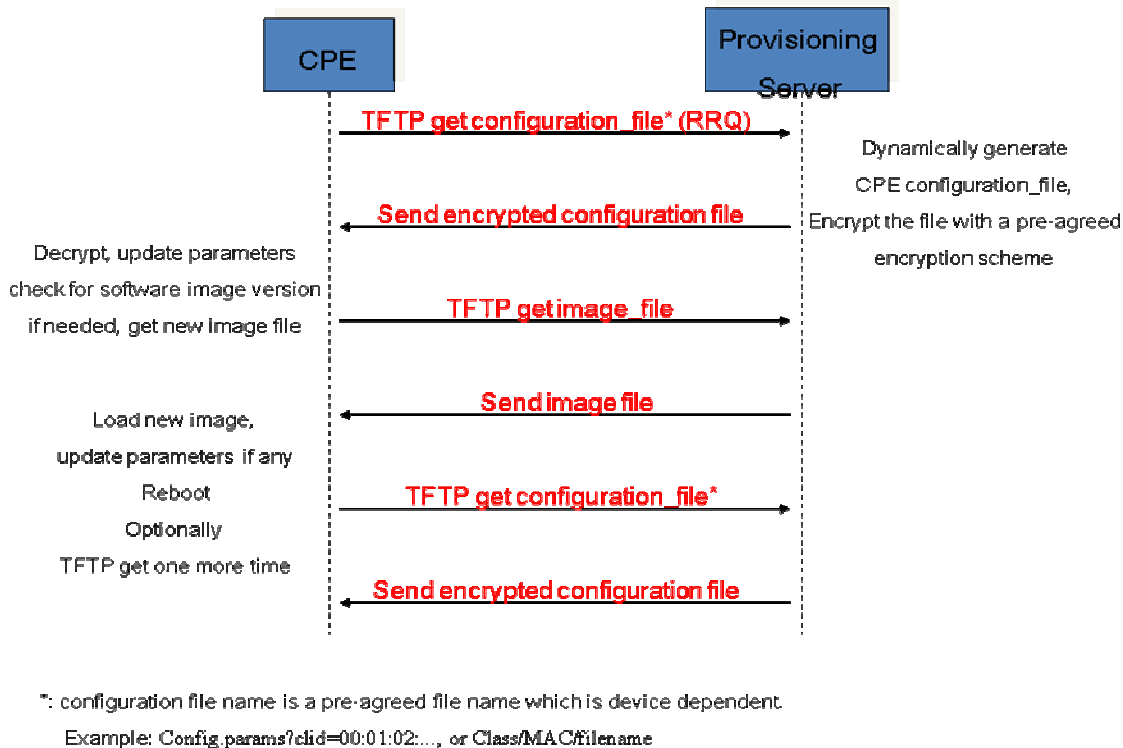 CPE
Provisioning
Server
TFTP get configuration_file* (RRQ)
Dynamically generate
CPE configuration_file,
Encrypt the file with a pre-agreed
encryption scheme
Send encrypted configuration file
Decrypt, update parameters
check for software image version
if needed, get new image file
TFTP get image_file
Send image file
Load new image,
update parameters if any
Reboot
Optionally
TFTP get one more time
TFTP get configuration_file*
Send encrypted configuration file
*: configuration file name is a pre-agreed file name which is device dependent.
Example: Config.params?clid=00:01:02:..., or Class/MAC/filename